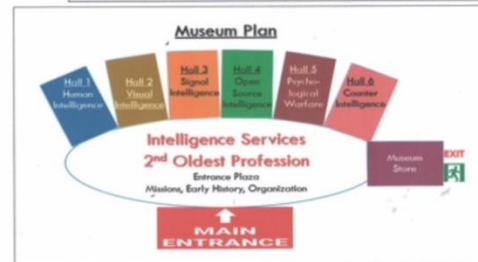 Museum Plan
Hall 1
Human
Intelligence
Hall 2
Visual
Intelligence
Hall 3
Signal
Intelligence
Hall 4
Open
Source
Intelligence
Hall 5
Psycho-
logical
Warfare
Hall 6
Counter
Intelligence
Intelligence Services
2nd Oldest Profession
Entrance Plaza
Missions, Early History, Organization
Museum
Store
EXIT
MAIN
ENTRANCE